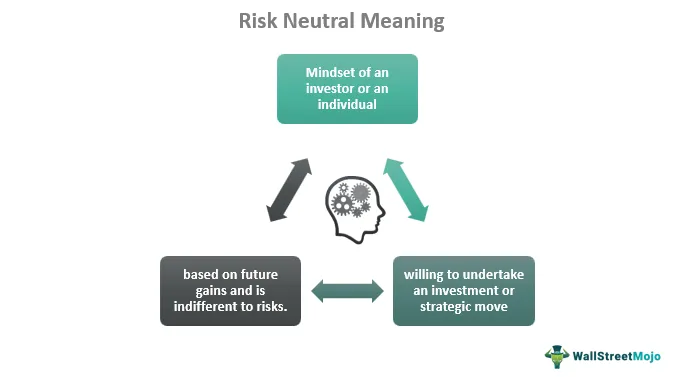 Risk Neutral Meaning
Mindset of an
investor or an
individual
based on future
gains and is
indifferent to risks.
willing to undertake
an investment or
strategic move
WallStreetMojo